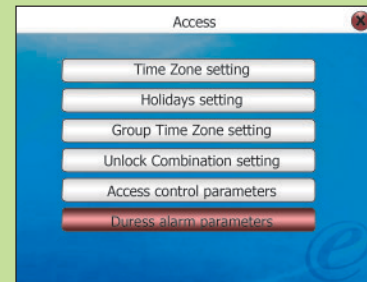 Access
Time Zone setting
Holidays setting
Group Time Zone setting
Unlock Combination setting
Access control parameters
Duress alarm parameters